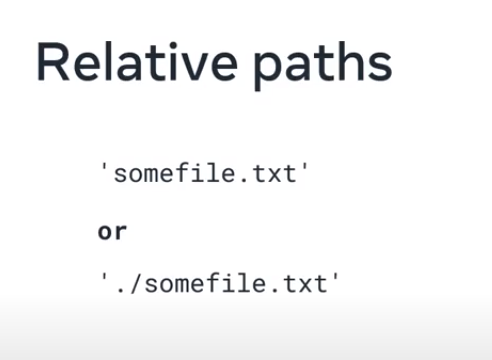 Relative paths
'somefile.txt'
or
'./somefile.txt'